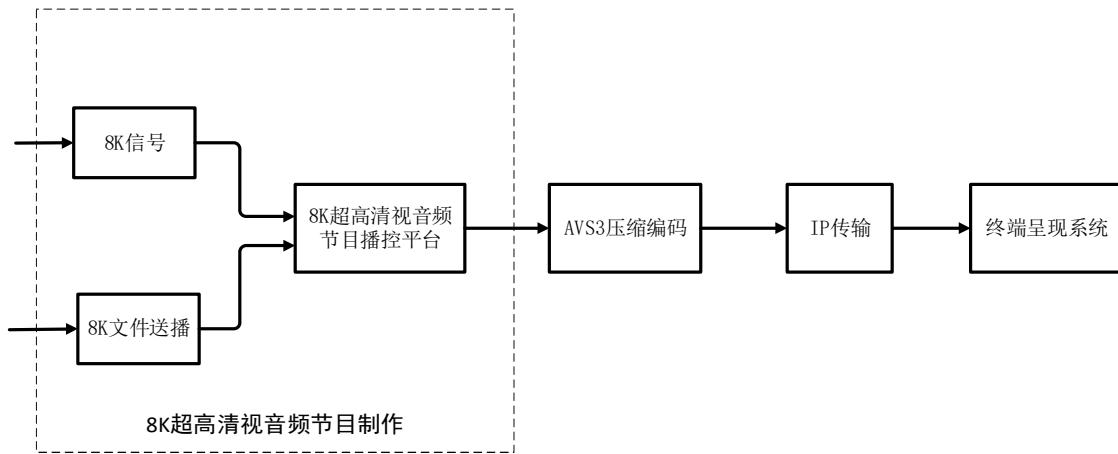 8K信号
8K超高清视音频
节目播控平台
AVS3压缩编码
IP传输
终端呈现系统
8K文件送播
8K超高清视音频节目制作